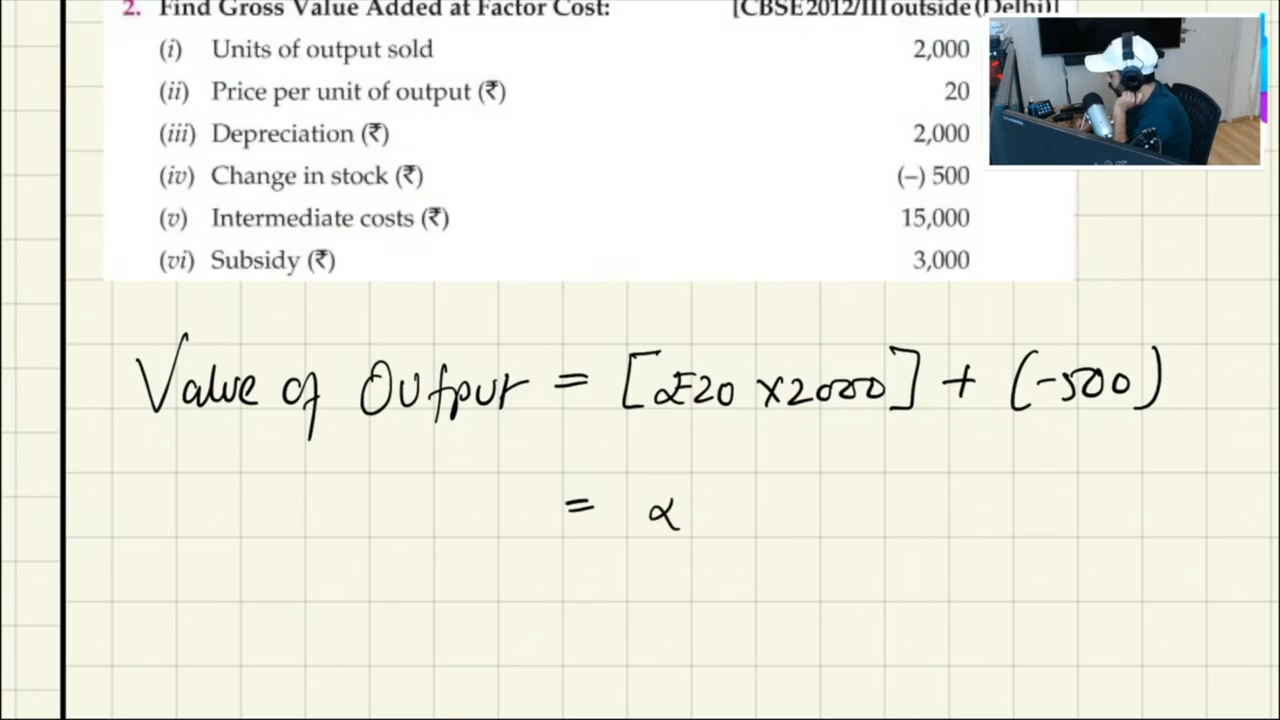 2. Find Gross Value Added at Factor Cost: [CBSE 2012/III outside (Delhi)]
(i) Units of output sold 2,000
(ii) Price per unit of output (₹) 20
(iii) Depreciation (₹) 2,000
(iv) Change in stock (₹) (–) 500
(v) Intermediate costs (₹) 15,000
(vi) Subsidy (₹) 3,000
Value of Output = [₹20 × 2000] + (-500)
=